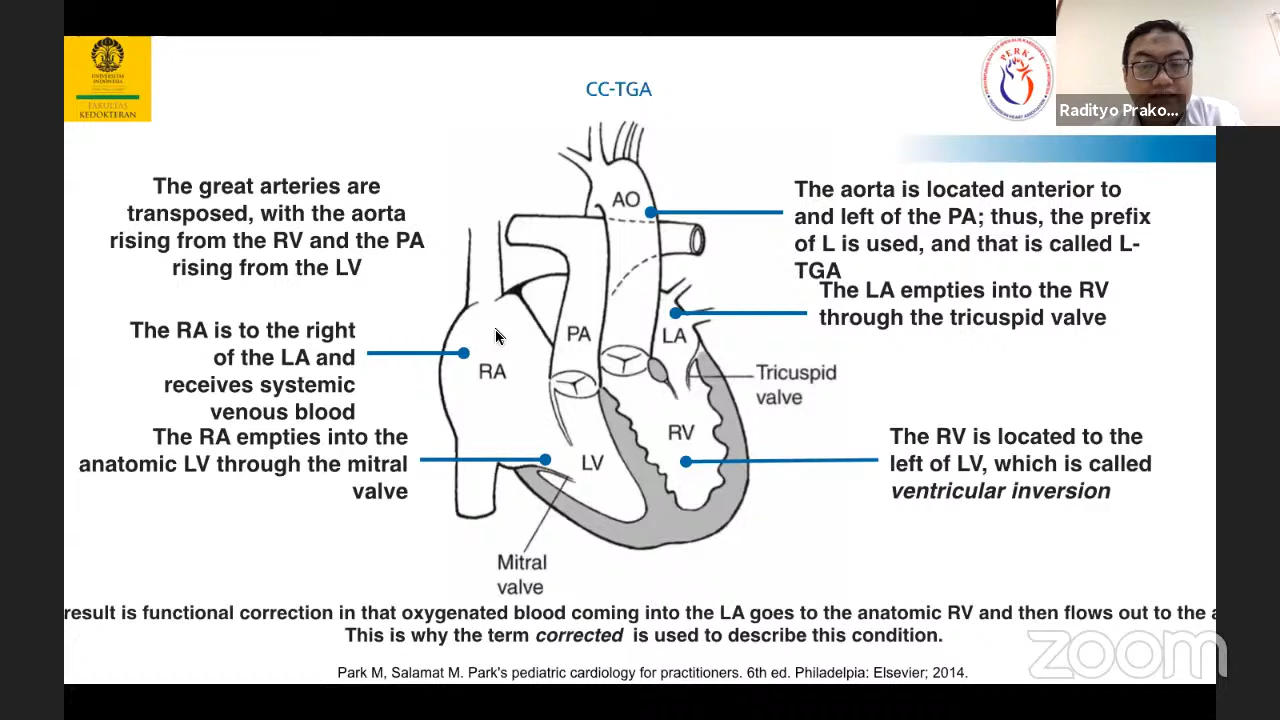 UNIVERSITAS
INDONESIA
FAKULTAS
KEDOKTERAN
CC-TGA
PERKI
Radityo Prako...
The great arteries are
transposed, with the aorta
rising from the RV and the PA
rising from the LV
The RA is to the right
of the LA and
receives systemic
venous blood
The RA empties into the
anatomic LV through the mitral
valve
AO
PA
LA
RA
RV
LV
Tricuspid
valve
Mitral
valve
The aorta is located anterior to
and left of the PA; thus, the prefix
of L is used, and that is called L-
TGA
The LA empties into the RV
through the tricuspid valve
The RV is located to the
left of LV, which is called
ventricular inversion
result is functional correction in that oxygenated blood coming into the LA goes to the anatomic RV and then flows out to the a
This is why the term corrected is used to describe this condition.
Park M, Salamat M. Park's pediatric cardiology for practitioners. 6th ed. Philadelpia: Elsevier; 2014.
zoom